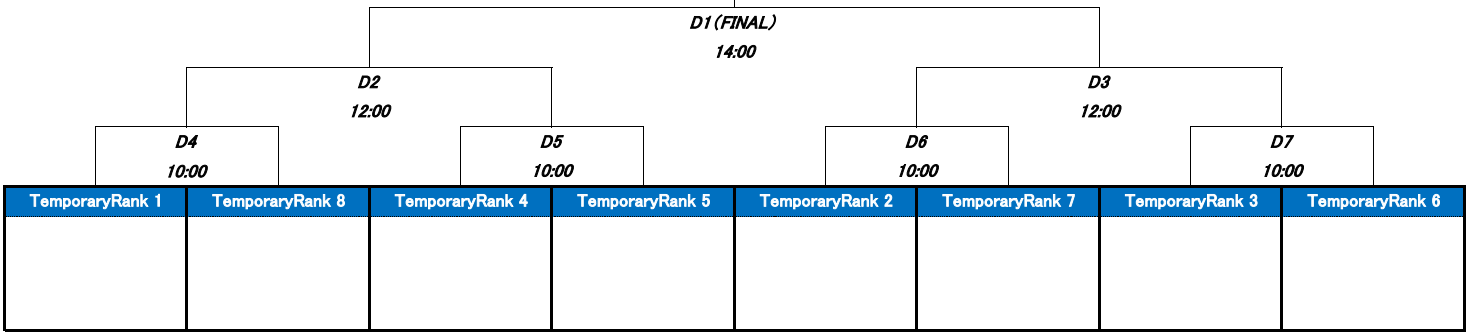 D1(FINAL)
14:00
D2
D3
12:00
12:00
D4
D5
D6
D7
10:00
10:00
10:00
10:00
TemporaryRank 1
TemporaryRank 8
TemporaryRank 4
TemporaryRank 5
TemporaryRank 2
TemporaryRank 7
TemporaryRank 3
TemporaryRank 6